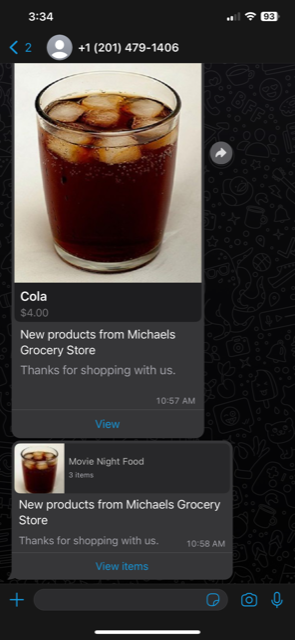 3:34
93
2
+1 (201) 479-1406
Cola
$4.00
New products from Michaels
Grocery Store
Thanks for shopping with us.
10:57 AM
View
Movie Night Food
3 items
New products from Michaels Grocery
Store
Thanks for shopping with us.
10:58 AM
View items